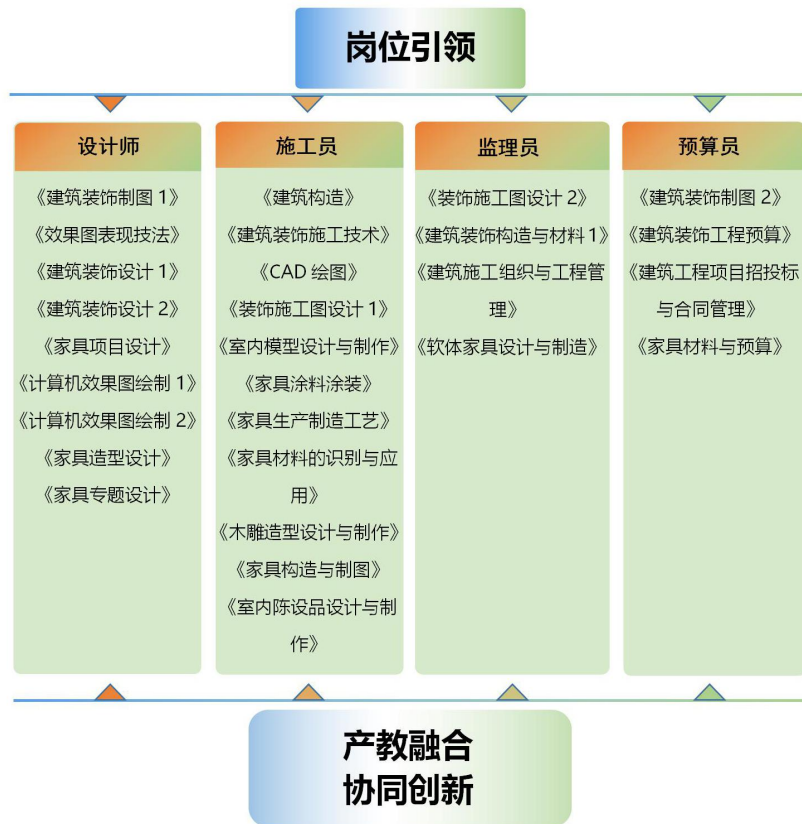 岗位引领
设计师
《建筑装饰制图 1》
《效果图表现技法》
《建筑装饰设计 1》
《建筑装饰设计 2》
《家具项目设计》
《计算机效果图绘制 1》
《计算机效果图绘制 2》
《家具造型设计》
《家具专题设计》
施工员
《建筑构造》
《建筑装饰施工技术》
《CAD 绘图》
《装饰施工图设计 1》
《室内模型设计与制作》
《家具涂料涂装》
《家具生产制造工艺》
《家具材料的识别与应
用》
《木雕造型设计与制作》
《家具构造与制图》
《室内陈设品设计与制
作》
监理员
《装饰施工图设计 2》
《建筑装饰构造与材料 1》
《建筑施工组织与工程管
理》
《软体家具设计与制造》
预算员
《建筑装饰制图 2》
《建筑装饰工程预算》
《建筑工程项目招投标
与合同管理》
《家具材料与预算》
产教融合
协同创新